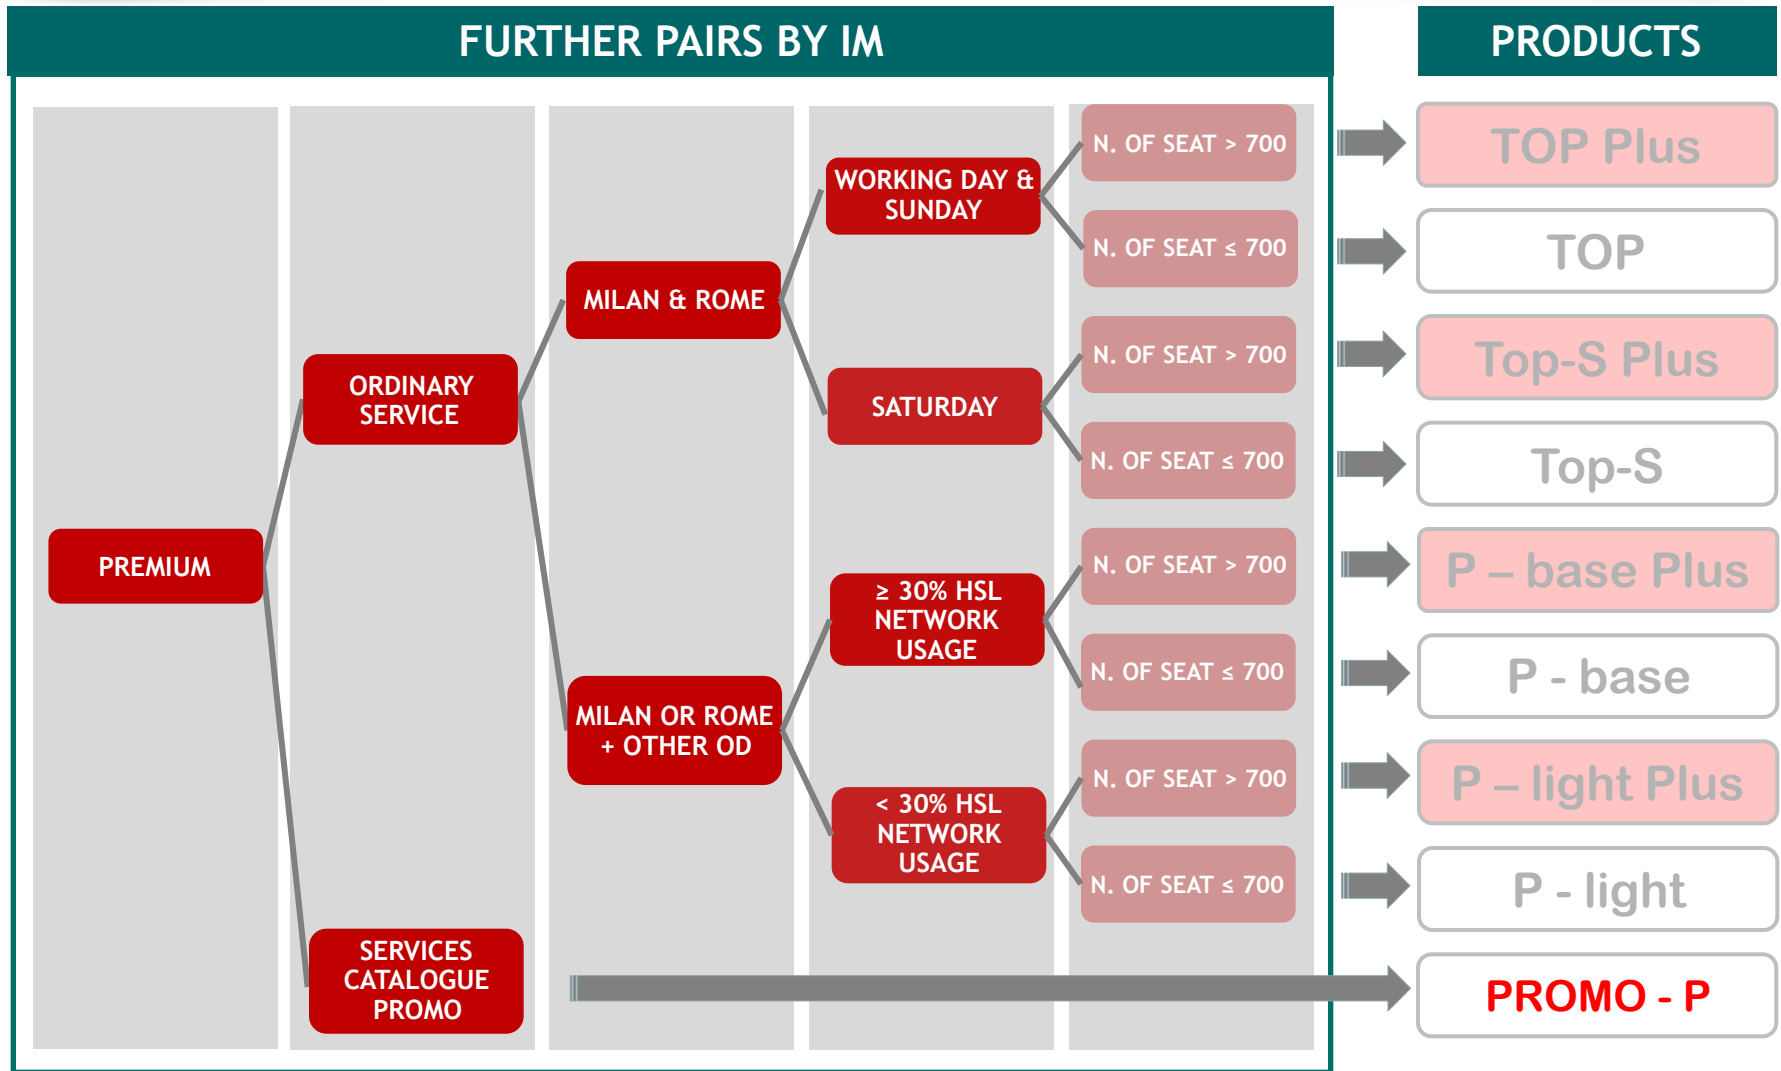 FURTHER PAIRS BY IM
PRODUCTS
PREMIUM
ORDINARY
SERVICE
SERVICES
CATALOGUE
PROMO
MILAN & ROME
MILAN OR ROME
+ OTHER OD
WORKING DAY &
SUNDAY
SATURDAY
≥ 30% HSL
NETWORK
USAGE
< 30% HSL
NETWORK
USAGE
N. OF SEAT > 700
N. OF SEAT ≤ 700
N. OF SEAT > 700
N. OF SEAT ≤ 700
N. OF SEAT > 700
N. OF SEAT ≤ 700
N. OF SEAT > 700
N. OF SEAT ≤ 700
TOP Plus
TOP
Top-S Plus
Top-S
P – base Plus
P - base
P – light Plus
P - light
PROMO - P